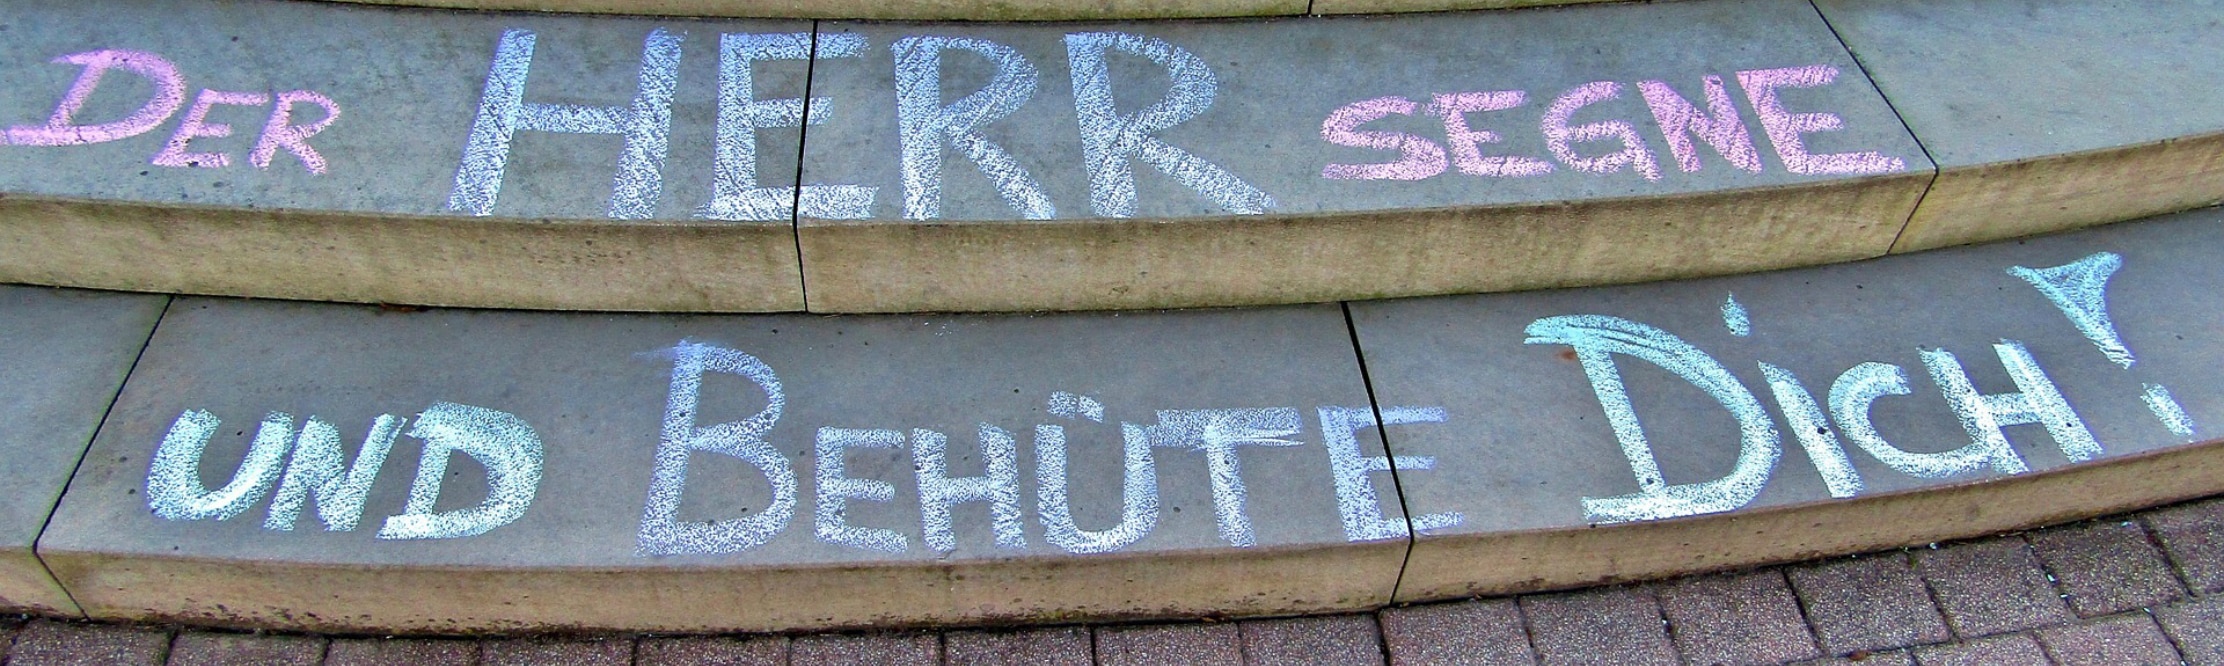 DER HERR SEGNE
UND BEHÜTE DiCH!